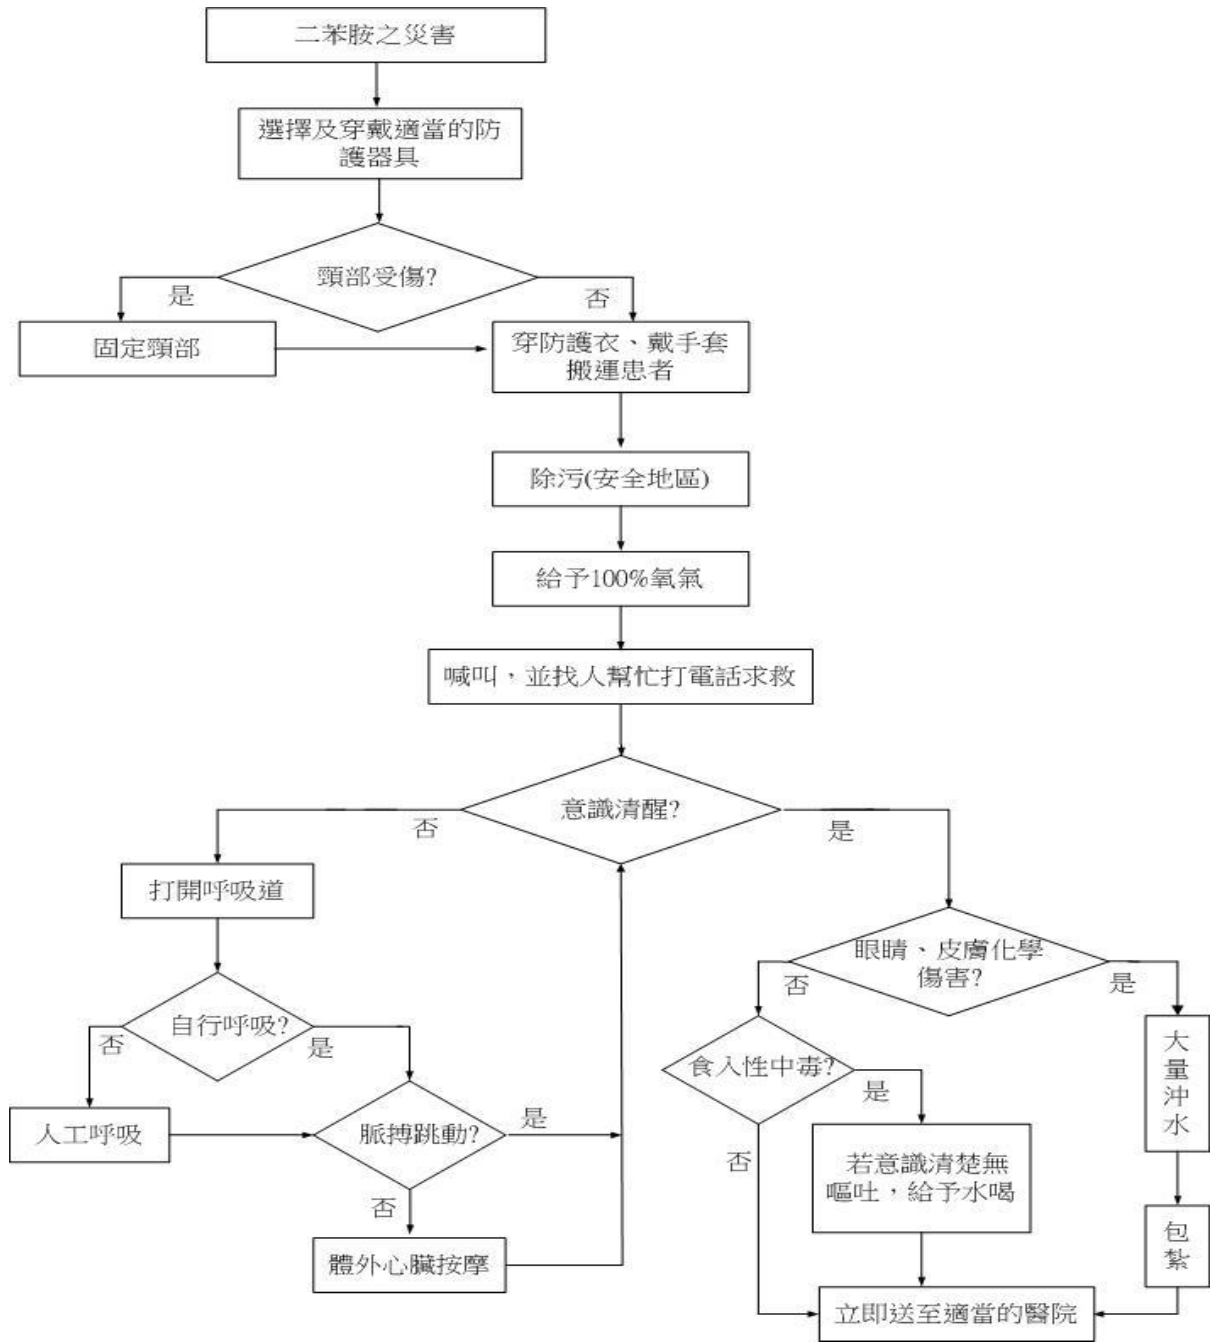 二苯胺之災害
選擇及穿戴適當的防
護器具
頸部受傷?
是
否
固定頸部
穿防護衣、戴手套
搬運患者
除污(安全地區)
給予100%氧氣
喊叫，並找人幫忙打電話求救
意識清醒?
否
是
打開呼吸道
眼睛、皮膚化學
傷害?
否
是
自行呼吸?
否
是
食入性中毒?
是
否
大
量
沖
水
人工呼吸
脈搏跳動?
是
否
若意識清楚無
嘔吐，給予水喝
包
紮
體外心臟按摩
立即送至適當的醫院